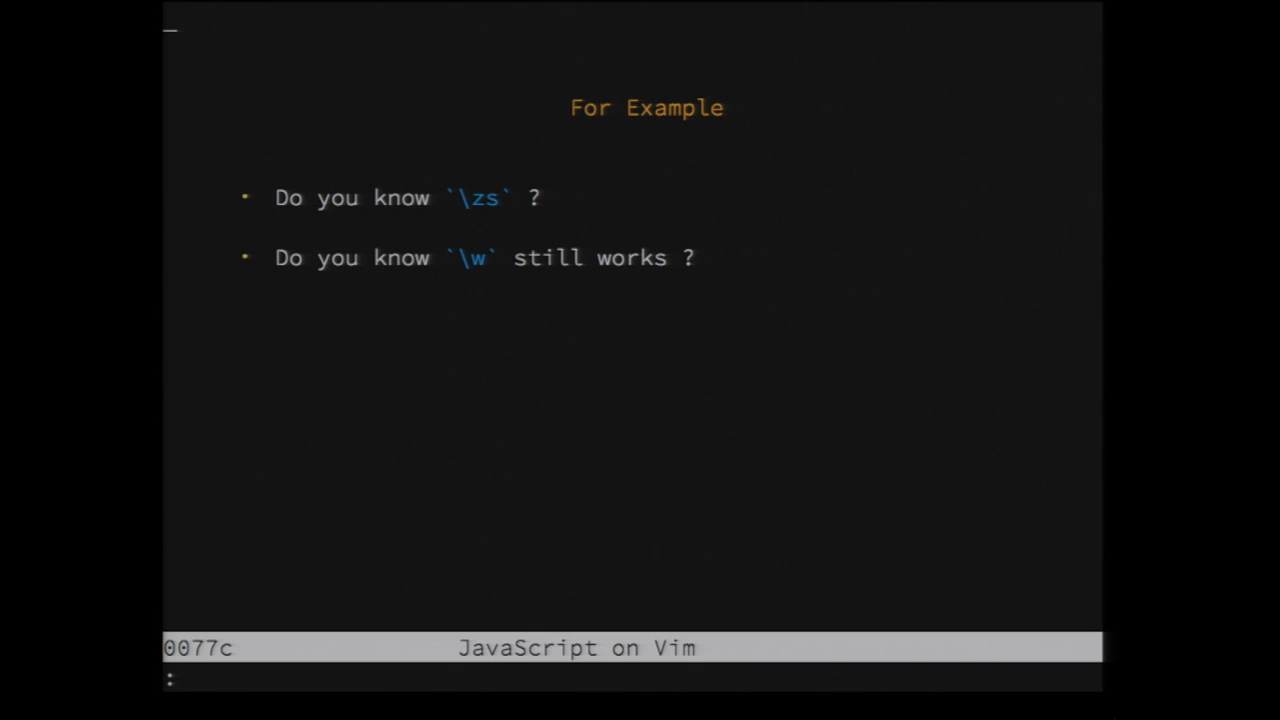 For Example
• Do you know `\zs` ?
• Do you know `\w` still works ?
0077c JavaScript on Vim
: